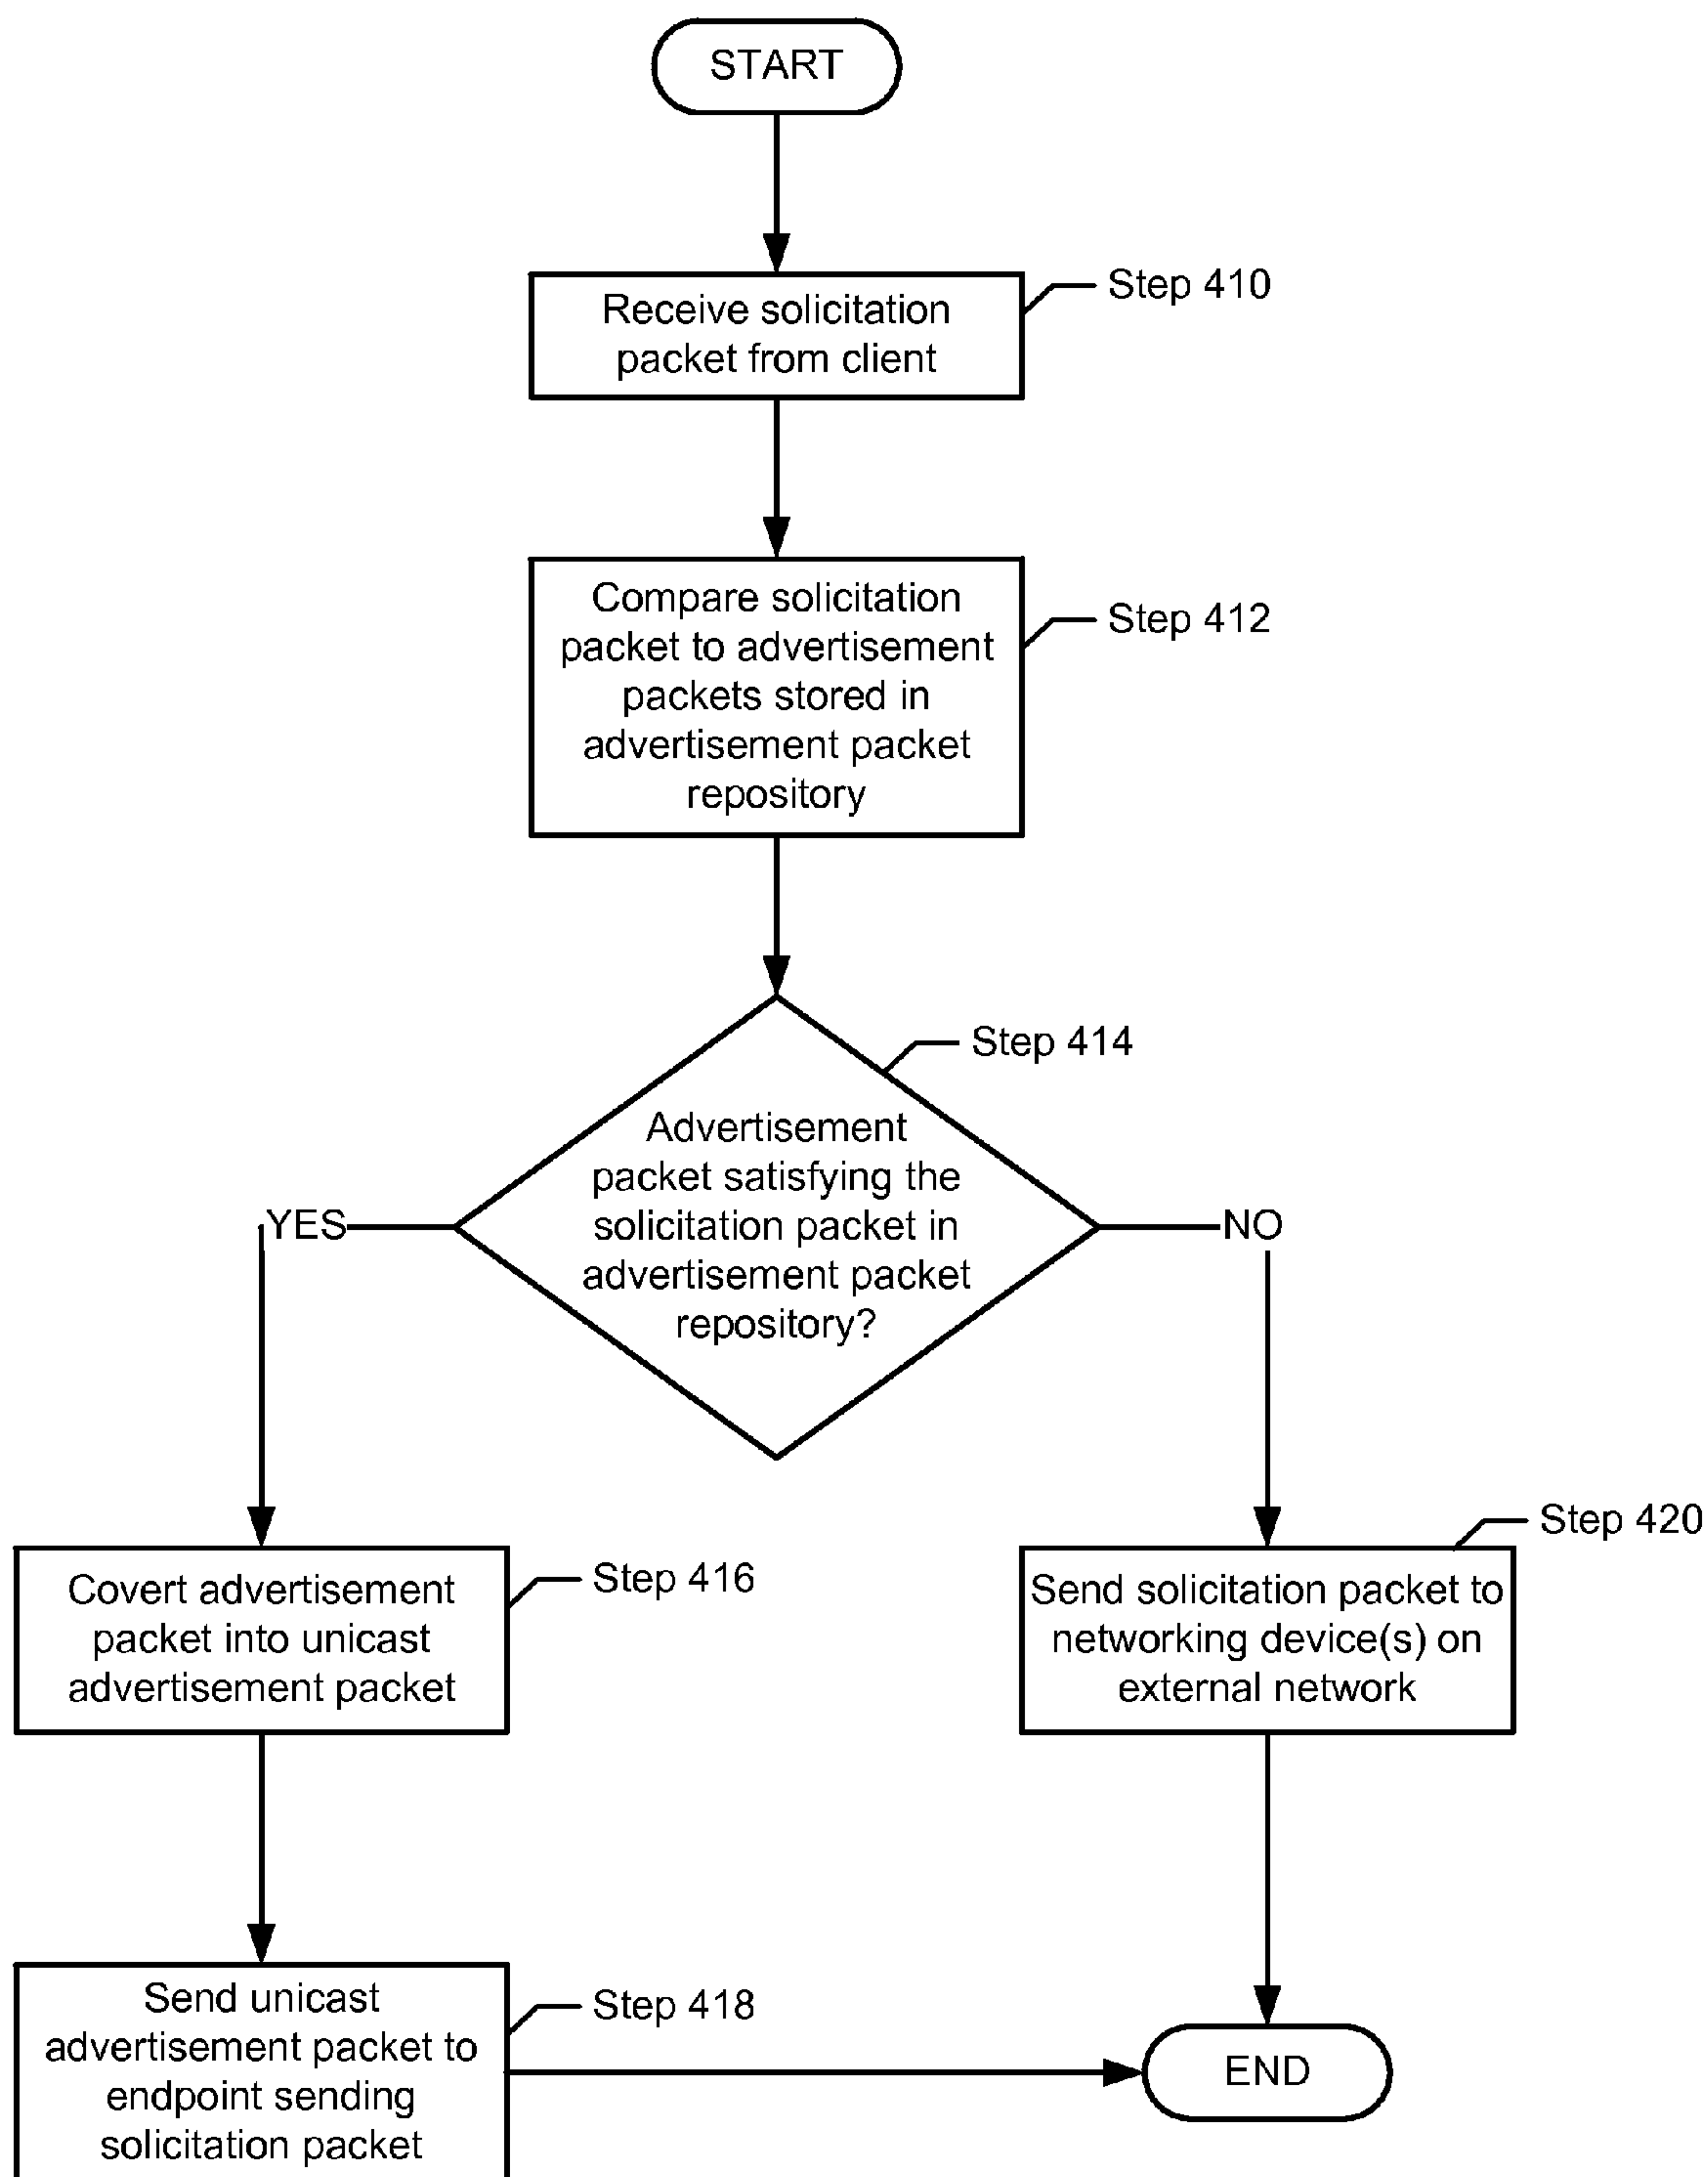 START
Receive solicitation
packet from client
Step 410
Compare solicitation
packet to advertisement
packets stored in
advertisement packet
repository
Step 412
Step 414
Advertisement
packet satisfying the
solicitation packet in
advertisement packet
repository?
YES
NO
Covert advertisement
packet into unicast
advertisement packet
Step 416
Send solicitation packet to
networking device(s) on
external network
Step 420
Send unicast
advertisement packet to
endpoint sending
solicitation packet
Step 418
END